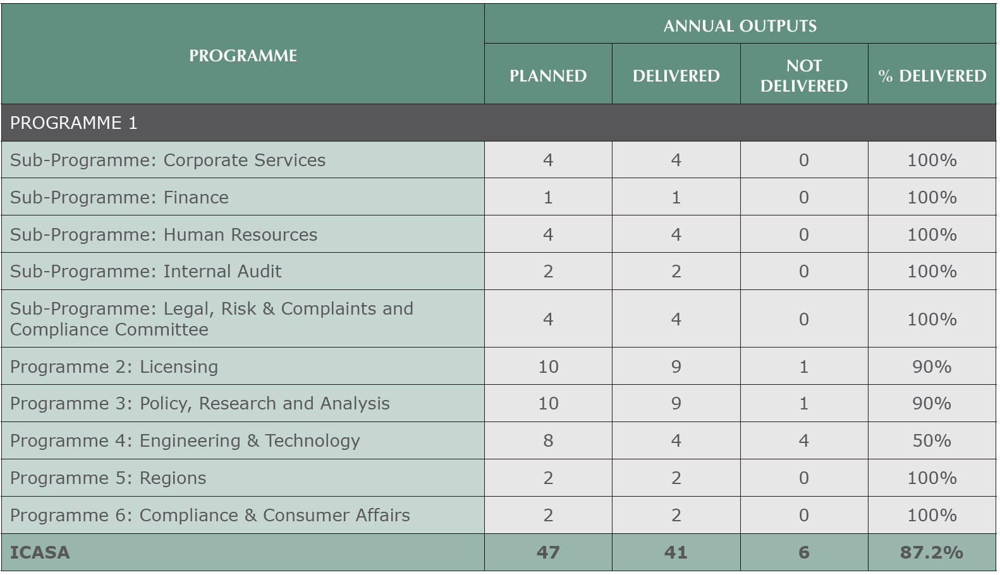 PROGRAMME
ANNUAL OUTPUTS
PLANNED DELIVERED NOT DELIVERED % DELIVERED
PROGRAMME 1
Sub-Programme: Corporate Services 4 4 0 100%
Sub-Programme: Finance 1 1 0 100%
Sub-Programme: Human Resources 4 4 0 100%
Sub-Programme: Internal Audit 2 2 0 100%
Sub-Programme: Legal, Risk & Complaints and
Compliance Committee 4 4 0 100%
Programme 2: Licensing 10 9 1 90%
Programme 3: Policy, Research and Analysis 10 9 1 90%
Programme 4: Engineering & Technology 8 4 4 50%
Programme 5: Regions 2 2 0 100%
Programme 6: Compliance & Consumer Affairs 2 2 0 100%
ICASA 47 41 6 87.2%